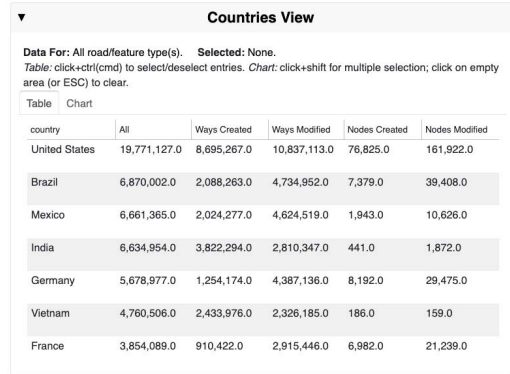 ▼ Countries View
Data For: All road/feature type(s). Selected: None.
Table: click+ctrl(cmd) to select/deselect entries. Chart: click+shift for multiple selection; click on empty
area (or ESC) to clear.
Table Chart
country All Ways Created Ways Modified Nodes Created Nodes Modified
United States 19,771,127.0 8,695,267.0 10,837,113.0 76,825.0 161,922.0
Brazil 6,870,002.0 2,088,263.0 4,734,952.0 7,379.0 39,408.0
Mexico 6,661,365.0 2,024,277.0 4,624,519.0 1,943.0 10,626.0
India 6,634,954.0 3,822,294.0 2,810,347.0 441.0 1,872.0
Germany 5,678,977.0 1,254,174.0 4,387,136.0 8,192.0 29,475.0
Vietnam 4,760,506.0 2,433,976.0 2,326,185.0 186.0 159.0
France 3,854,089.0 910,422.0 2,915,446.0 6,982.0 21,239.0